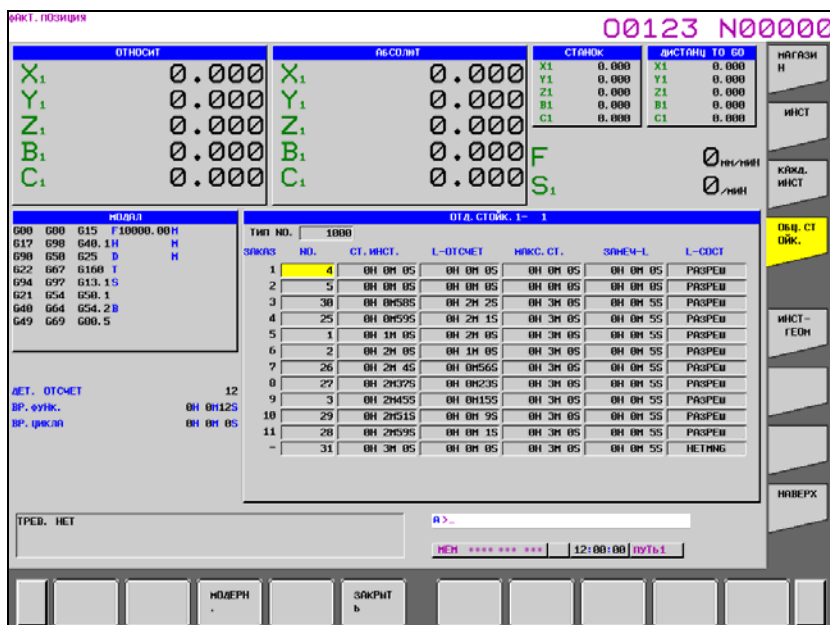 ФАКТ. ПОЗИЦИЯ
O0123 N00000
ОТНОСИТ
X1 0.000
Y1 0.000
Z1 0.000
B1 0.000
C1 0.000
АБСОЛЮТ
X1 0.000
Y1 0.000
Z1 0.000
B1 0.000
C1 0.000
СТАНОК
X1 0.000
Y1 0.000
Z1 0.000
B1 0.000
C1 0.000
ДИСТАНЦ TO GO
X1 0.000
Y1 0.000
Z1 0.000
B1 0.000
C1 0.000
F 0 ММ/МИН
S1 0 /МИН
МОДАЛ
G00 G80 G15 F10000.00 M
G17 G98 G40.1 H M
G90 G50 G25 D M
G22 G67 G160 T
G94 G97 G13.1 S
G21 G54 G50.1
G40 G64 G54.2 B
G49 G69 G80.5
ДЕТ. ОТСЧЕТ 12
ВР. ФУНК. 0H 0M12S
ВР. ЦИКЛА 0H 0M 0S
ОТД. СТОЙК. 1- 1
ТИП NO. 1000
ЗАКАЗ NO. СТ.ИНСТ. L-ОТСЧЕТ МАКС.СТ. ЗАМЕЧ-L L-СОСТ
1 4 0H 0M 0S 0H 0M 0S 0H 0M 0S 0H 0M 0S РАЗРЕШ
2 5 0H 0M 0S 0H 0M 0S 0H 0M 0S 0H 0M 0S РАЗРЕШ
3 30 0H 0M58S 0H 2M 2S 0H 3M 0S 0H 0M 5S РАЗРЕШ
4 25 0H 0M59S 0H 2M 1S 0H 3M 0S 0H 0M 5S РАЗРЕШ
5 1 0H 1M 0S 0H 2M 0S 0H 3M 0S 0H 0M 5S РАЗРЕШ
6 2 0H 2M 0S 0H 1M 0S 0H 3M 0S 0H 0M 5S РАЗРЕШ
7 26 0H 2M 4S 0H 0M56S 0H 3M 0S 0H 0M 5S РАЗРЕШ
8 27 0H 2M37S 0H 0M23S 0H 3M 0S 0H 0M 5S РАЗРЕШ
9 3 0H 2M45S 0H 0M15S 0H 3M 0S 0H 0M 5S РАЗРЕШ
10 29 0H 2M51S 0H 0M 9S 0H 3M 0S 0H 0M 5S РАЗРЕШ
11 28 0H 2M59S 0H 0M 1S 0H 3M 0S 0H 0M 5S РАЗРЕШ
- 31 0H 3M 0S 0H 0M 0S 0H 3M 0S 0H 0M 5S НЕТMNG
ТРЕВ. НЕТ
A>_
MEM **** *** *** 12:00:00 ПУТЬ1
МАГАЗИ
Н
ИНСТ
КАЖД.
ИНСТ
ОБЩ.СТ
ОЙК.
ИНСТ-
ГЕОМ
НАВЕРХ
МОДЕРН
.
ЗАКРЫТ
Ь